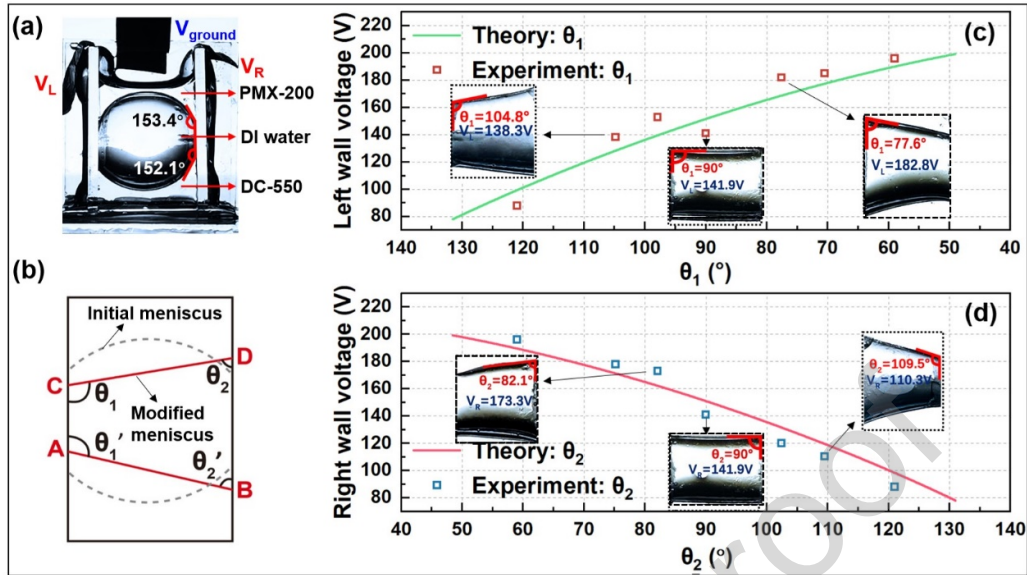 (a)
V_ground
V_L
V_R
PMX-200
153.4°
DI water
152.1°
DC-550
(b)
Initial meniscus
D
C
θ_2
θ_1
Modified
meniscus
A
θ_1'
θ_2'
B
(c)
Left wall voltage (V)
220
200
180
160
140
120
100
80
Theory: θ_1
Experiment: θ_1
θ_1=104.8°
V_L=138.3V
θ_1=90°
V_L=141.9V
θ_1=77.6°
V_L=182.8V
140 130 120 110 100 90 80 70 60 50 40
θ_1 (°)
(d)
Right wall voltage (V)
220
200
180
160
140
120
100
80
θ_2=82.1°
V_R=173.3V
θ_2=109.5°
V_R=110.3V
θ_2=90°
V_R=141.9V
Theory: θ_2
Experiment: θ_2
40 50 60 70 80 90 100 110 120 130 140
θ_2 (°)
roof